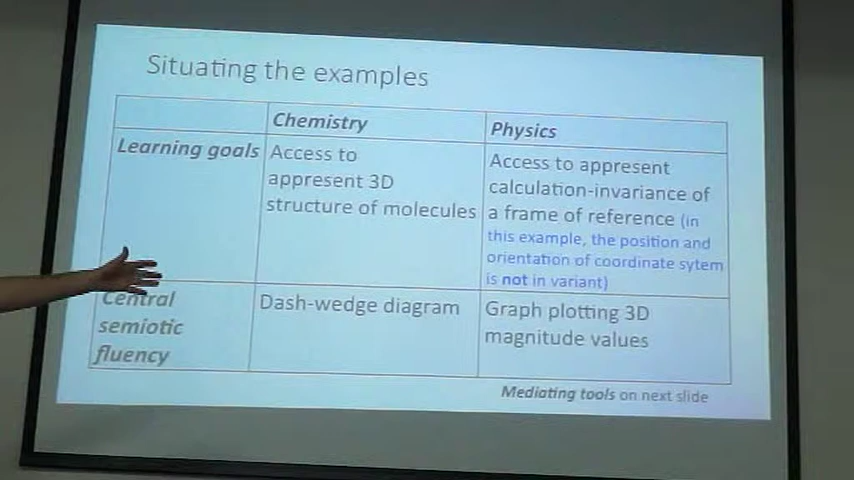 Situating the examples
Chemistry
Physics
Learning goals
Access to
appresent 3D
structure of molecules
Access to appresent
calculation-invariance of
a frame of reference (in
this example, the position and
orientation of coordinate sytem
is not in variant)
Central
semiotic
fluency
Dash-wedge diagram
Graph plotting 3D
magnitude values
Mediating tools on next slide